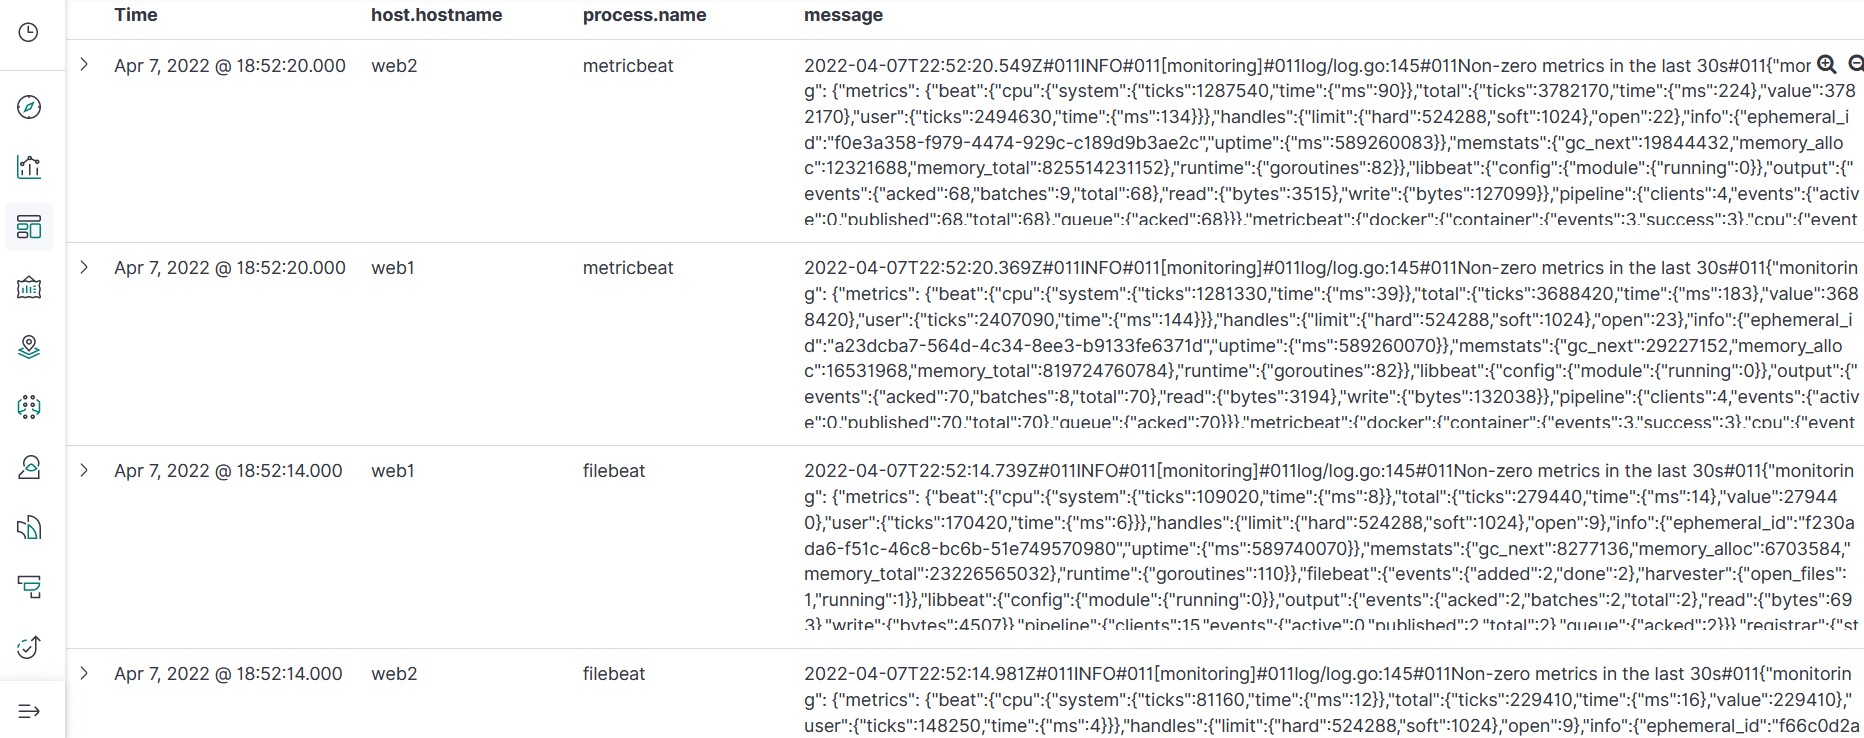 Time host.hostname process.name message
Apr 7, 2022 @ 18:52:20.000 web2 metricbeat 2022-04-07T22:52:20.549Z#011INFO#011[monitoring]#011log/log.go:145#011Non-zero metrics in the last 30s#011{"mor
g": {"metrics": {"beat":{"cpu":{"system":{"ticks":1287540,"time":{"ms":90}},"total":{"ticks":3782170,"time":{"ms":224},"value":378
2170},"user":{"ticks":2494630,"time":{"ms":134}}},"handles":{"limit":{"hard":524288,"soft":1024},"open":22},"info":{"ephemeral_i
d":"f0e3a358-f979-4474-929c-c189d9b3ae2c","uptime":{"ms":589260083}},"memstats":{"gc_next":19844432,"memory_allo
c":12321688,"memory_total":825514231152},"runtime":{"goroutines":82}},"libbeat":{"config":{"module":{"running":0}},"output":{"
events":{"acked":68,"batches":9,"total":68},"read":{"bytes":3515},"write":{"bytes":127099}},"pipeline":{"clients":4,"events":{"activ
e":0,"published":68,"total":68},"queue":{"acked":68}}},"metricbeat":{"docker":{"container":{"events":3,"success":3},"cpu":{"event
Apr 7, 2022 @ 18:52:20.000 web1 metricbeat 2022-04-07T22:52:20.369Z#011INFO#011[monitoring]#011log/log.go:145#011Non-zero metrics in the last 30s#011{"monitorin
g": {"metrics": {"beat":{"cpu":{"system":{"ticks":1281330,"time":{"ms":39}},"total":{"ticks":3688420,"time":{"ms":183},"value":368
8420},"user":{"ticks":2407090,"time":{"ms":144}}},"handles":{"limit":{"hard":524288,"soft":1024},"open":23},"info":{"ephemeral_i
d":"a23dcba7-564d-4c34-8ee3-b9133fe6371d","uptime":{"ms":589260070}},"memstats":{"gc_next":29227152,"memory_allo
c":16531968,"memory_total":819724760784},"runtime":{"goroutines":82}},"libbeat":{"config":{"module":{"running":0}},"output":{"
events":{"acked":70,"batches":8,"total":70},"read":{"bytes":3194},"write":{"bytes":132038}},"pipeline":{"clients":4,"events":{"activ
e":0,"published":70,"total":70},"queue":{"acked":70}}},"metricbeat":{"docker":{"container":{"events":3,"success":3},"cpu":{"event
Apr 7, 2022 @ 18:52:14.000 web1 filebeat 2022-04-07T22:52:14.739Z#011INFO#011[monitoring]#011log/log.go:145#011Non-zero metrics in the last 30s#011{"monitorin
g": {"metrics": {"beat":{"cpu":{"system":{"ticks":109020,"time":{"ms":8}},"total":{"ticks":279440,"time":{"ms":14},"value":27944
0},"user":{"ticks":170420,"time":{"ms":6}}},"handles":{"limit":{"hard":524288,"soft":1024},"open":9},"info":{"ephemeral_id":"f230a
da6-f51c-46c8-bc6b-51e749570980","uptime":{"ms":589740070}},"memstats":{"gc_next":8277136,"memory_alloc":6703584,"
memory_total":23226565032},"runtime":{"goroutines":110}},"filebeat":{"events":{"added":2,"done":2},"harvester":{"open_files":
1,"running":1}},"libbeat":{"config":{"module":{"running":0}},"output":{"events":{"acked":2,"batches":2,"total":2},"read":{"bytes":69
3},"write":{"bytes":4507}},"pipeline":{"clients":15,"events":{"active":0,"published":2,"total":2},"queue":{"acked":2}}},"registrar":{"st
Apr 7, 2022 @ 18:52:14.000 web2 filebeat 2022-04-07T22:52:14.981Z#011INFO#011[monitoring]#011log/log.go:145#011Non-zero metrics in the last 30s#011{"monitorin
g": {"metrics": {"beat":{"cpu":{"system":{"ticks":81160,"time":{"ms":12}},"total":{"ticks":229410,"time":{"ms":16},"value":229410},"
user":{"ticks":148250,"time":{"ms":4}}},"handles":{"limit":{"hard":524288,"soft":1024},"open":9},"info":{"ephemeral_id":"f66c0d2a